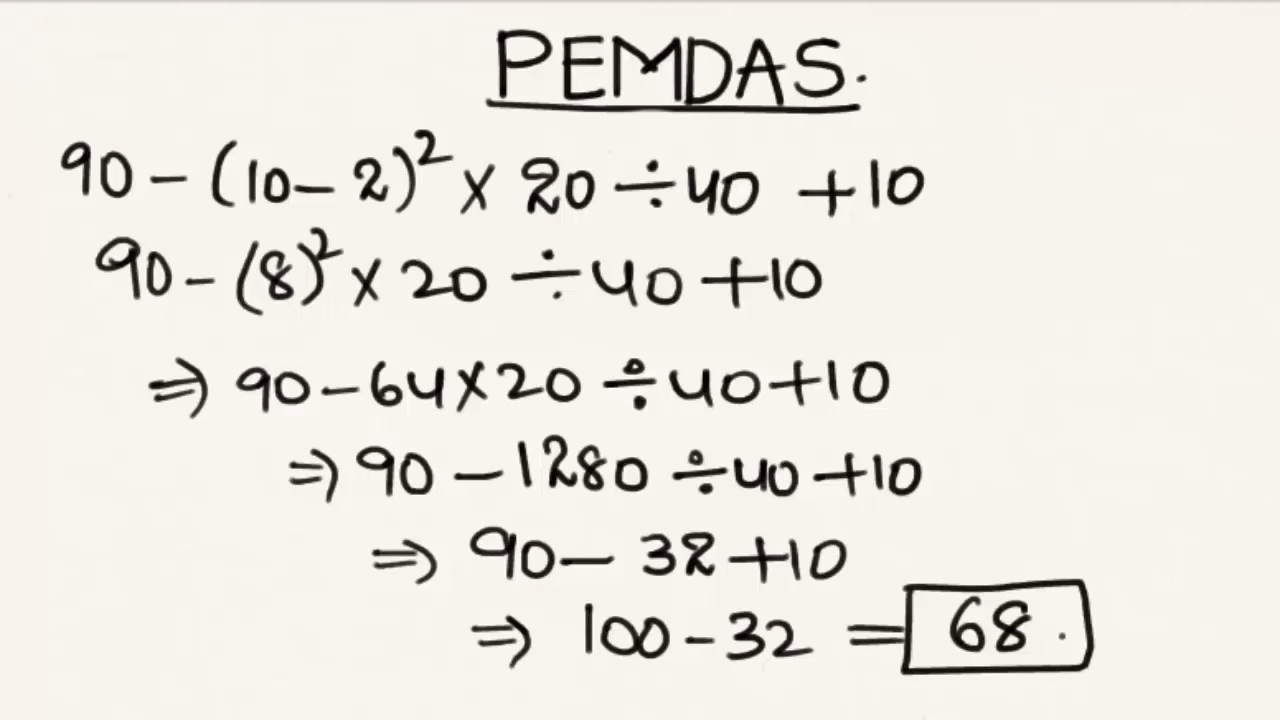 PEMDAS.
90 - (10 - 2)² × 20 ÷ 40 + 10
90 - (8)² × 20 ÷ 40 + 10
⇒ 90 - 64 × 20 ÷ 40 + 10
⇒ 90 - 1280 ÷ 40 + 10
⇒ 90 - 32 + 10
⇒ 100 - 32 = 68.